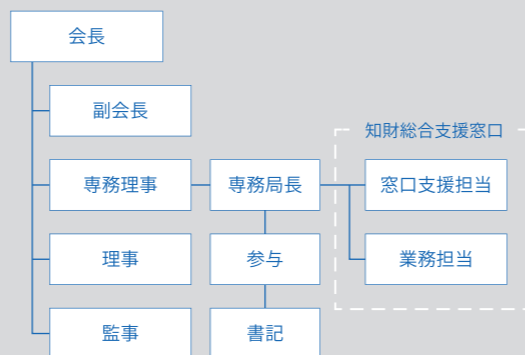 会長
副会長
知財総合支援窓口
専務理事
専務局長
窓口支援担当
理事
参与
業務担当
監事
書記